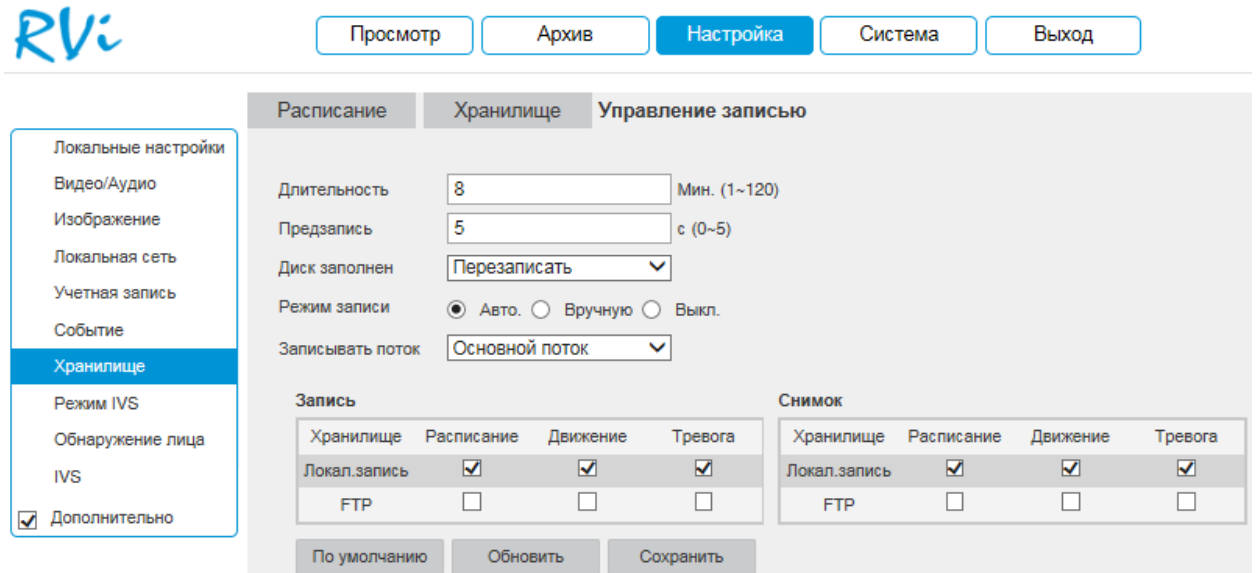 RVi
Просмотр Архив Настройка Система Выход
Расписание Хранилище Управление записью
Локальные настройки
Видео/Аудио
Изображение
Локальная сеть
Учетная запись
Событие
Хранилище
Режим IVS
Обнаружение лица
IVS
Дополнительно
Длительность 8 Мин. (1~120)
Предзапись 5 с (0~5)
Диск заполнен Перезаписать
Режим записи Авто. Вручную Выкл.
Записывать поток Основной поток
Запись
Хранилище Расписание Движение Тревога
Локал.запись
FTP
Снимок
Хранилище Расписание Движение Тревога
Локал.запись
FTP
По умолчанию Обновить Сохранить